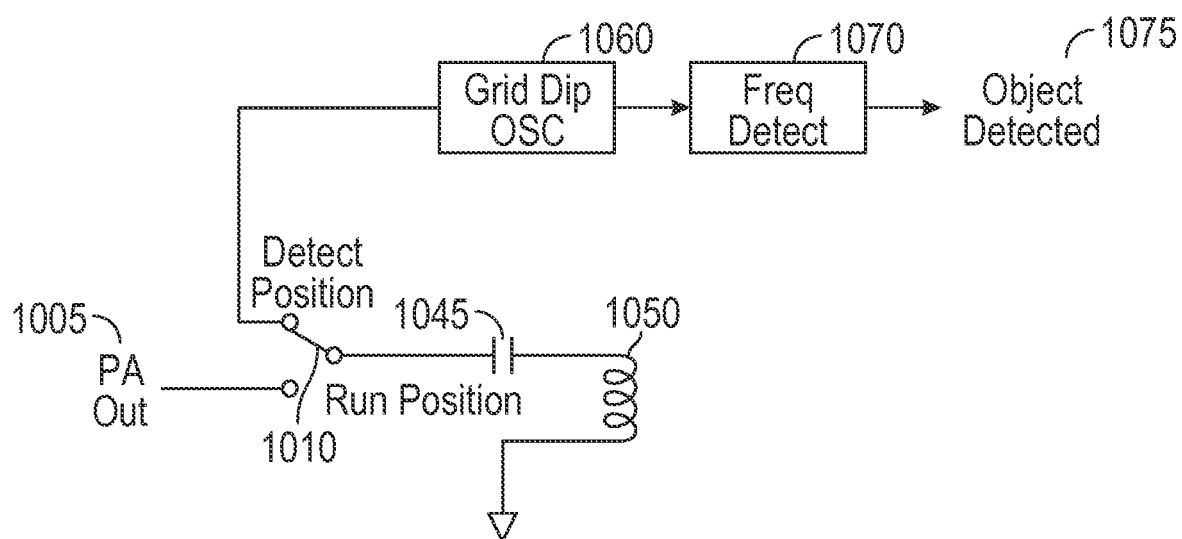 1060
1070
1075
Grid Dip
OSC
Freq
Detect
Object
Detected
Detect
Position
1005
1045
1050
PA
Out
Run Position
1010